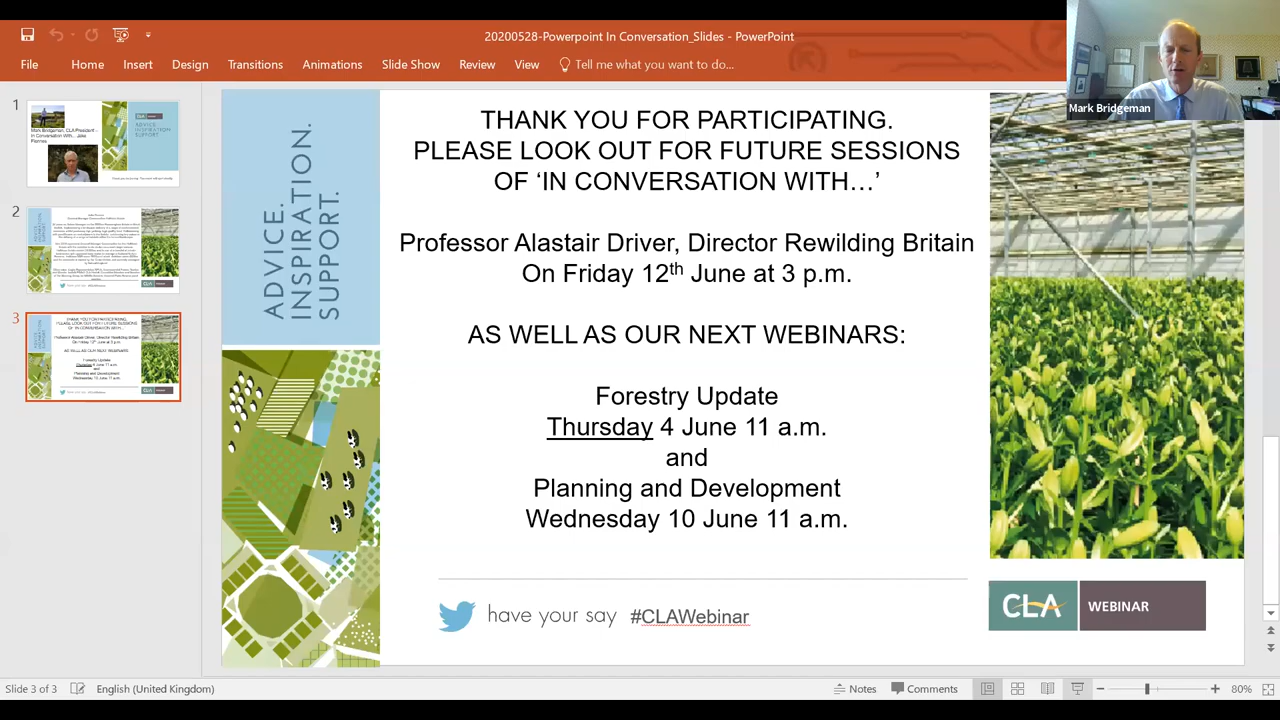 20200528-Powerpoint In Conversation_Slides - PowerPoint
File Home Insert Design Transitions Animations Slide Show Review View Tell me what you want to do...
Mark Bridgeman
1
2
3
ADVICE.
INSPIRATION.
SUPPORT.
THANK YOU FOR PARTICIPATING.
PLEASE LOOK OUT FOR FUTURE SESSIONS
OF ‘IN CONVERSATION WITH…’
Professor Alastair Driver, Director Rewilding Britain
On Friday 12th June at 3 p.m.
AS WELL AS OUR NEXT WEBINARS:
Forestry Update
Thursday 4 June 11 a.m.
and
Planning and Development
Wednesday 10 June 11 a.m.
have your say #CLAWebinar
CLA WEBINAR
Slide 3 of 3 English (United Kingdom) Notes Comments 80%